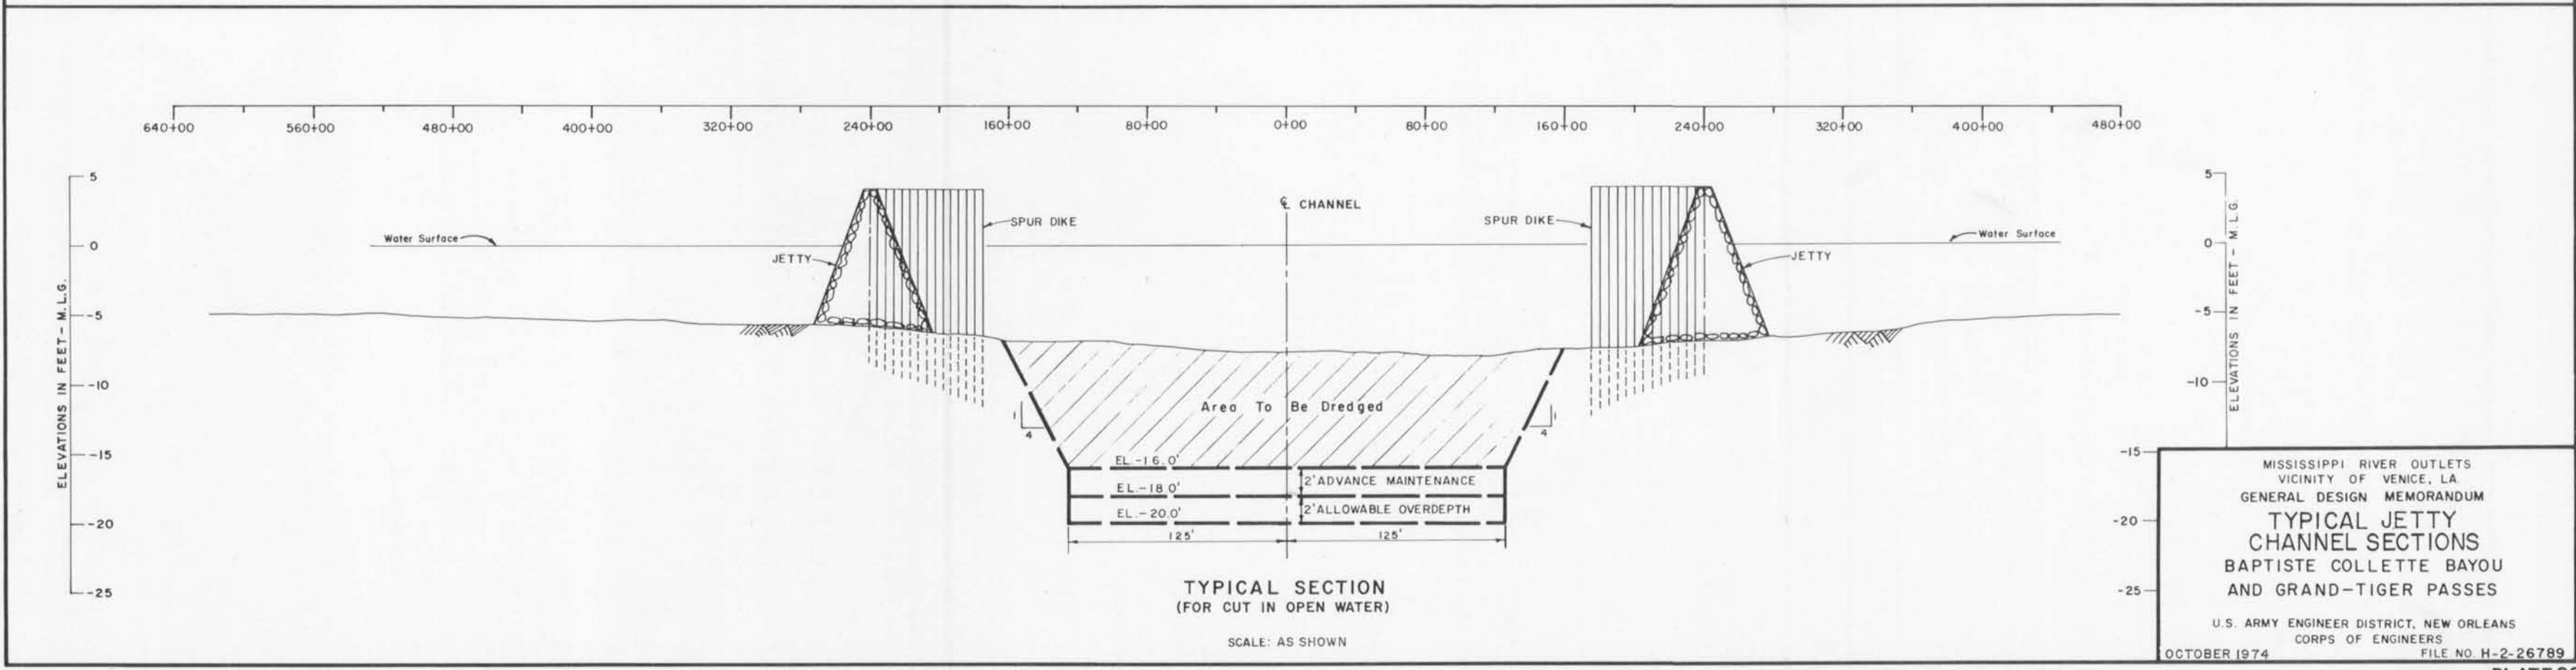 640+00 560+00 480+00 400+00 320+00 240+00 160+00 80+00 0+00 80+00 160+00 240+00 320+00 400+00 480+00
5
0
-5
-10
-15
-20
-25
ELEVATIONS IN FEET - M.L.G.
Water Surface
JETTY
SPUR DIKE
℄ CHANNEL
SPUR DIKE
JETTY
Water Surface
5
0
-5
-10
-15
-20
-25
ELEVATIONS IN FEET - M.L.G.
Area To Be Dredged
1
4
1
4
EL.-16.0'
EL.-18.0'
EL.-20.0'
2' ADVANCE MAINTENANCE
2' ALLOWABLE OVERDEPTH
125' 125'
TYPICAL SECTION
(FOR CUT IN OPEN WATER)
SCALE: AS SHOWN
MISSISSIPPI RIVER OUTLETS
VICINITY OF VENICE, LA.
GENERAL DESIGN MEMORANDUM
TYPICAL JETTY
CHANNEL SECTIONS
BAPTISTE COLLETTE BAYOU
AND GRAND-TIGER PASSES
U.S. ARMY ENGINEER DISTRICT, NEW ORLEANS
CORPS OF ENGINEERS
OCTOBER 1974 FILE NO. H-2-26789